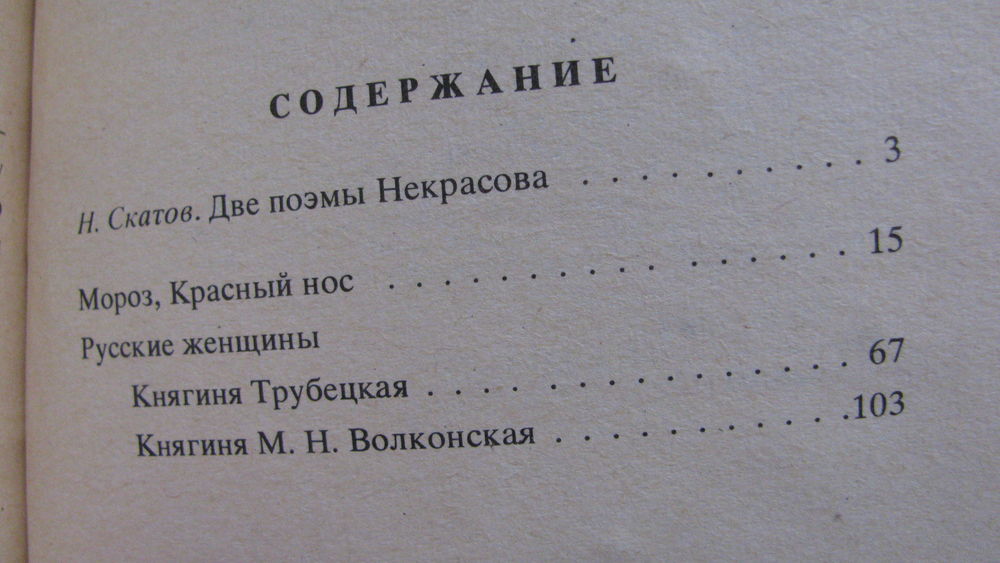 СОДЕРЖАНИЕ
Н. Скатов. Две поэмы Некрасова . . . . . . . . . . 3
Мороз, Красный нос . . . . . . . . . . . . . . . . 15
Русские женщины
Княгиня Трубецкая . . . . . . . . . . . . . . . 67
Княгиня М. Н. Волконская . . . . . . . . . . .103